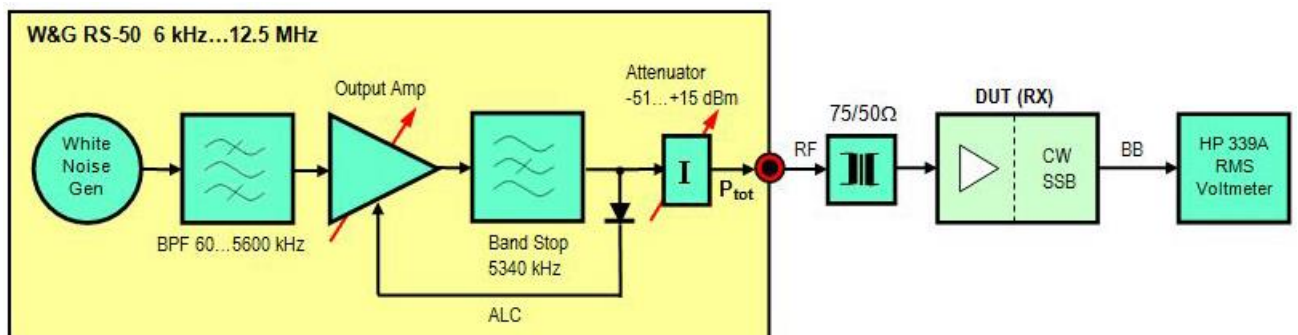 W&G RS-50 6 kHz...12.5 MHz
White
Noise
Gen
BPF 60...5600 kHz
Output Amp
Band Stop
5340 kHz
ALC
Attenuator
-51...+15 dBm
I
Ptot
RF
75/50Ω
DUT (RX)
CW
SSB
BB
HP 339A
RMS
Voltmeter